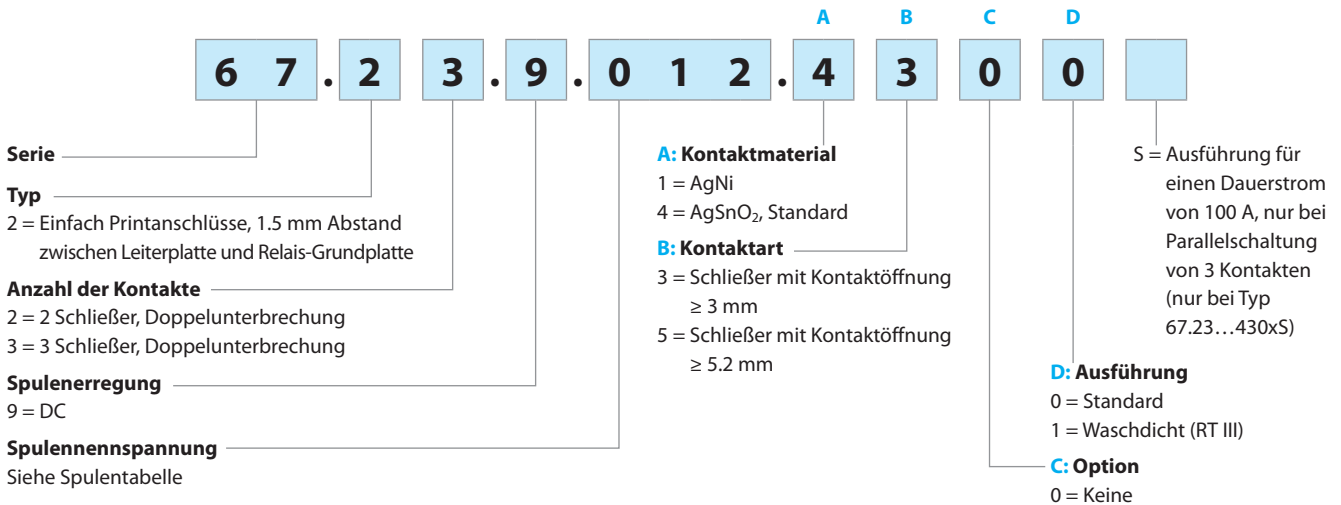 A B C D
6 7 . 2 3 . 9 . 0 1 2 . 4 3 0 0
Serie
Typ
2 = Einfach Printanschlüsse, 1.5 mm Abstand
zwischen Leiterplatte und Relais-Grundplatte
Anzahl der Kontakte
2 = 2 Schließer, Doppelunterbrechung
3 = 3 Schließer, Doppelunterbrechung
Spulenerregung
9 = DC
Spulennennspannung
Siehe Spulentabelle
A: Kontaktmaterial
1 = AgNi
4 = AgSnO₂, Standard
B: Kontaktart
3 = Schließer mit Kontaktöffnung
≥ 3 mm
5 = Schließer mit Kontaktöffnung
≥ 5.2 mm
S = Ausführung für
einen Dauerstrom
von 100 A, nur bei
Parallelschaltung
von 3 Kontakten
(nur bei Typ
67.23…430xS)
D: Ausführung
0 = Standard
1 = Waschdicht (RT III)
C: Option
0 = Keine